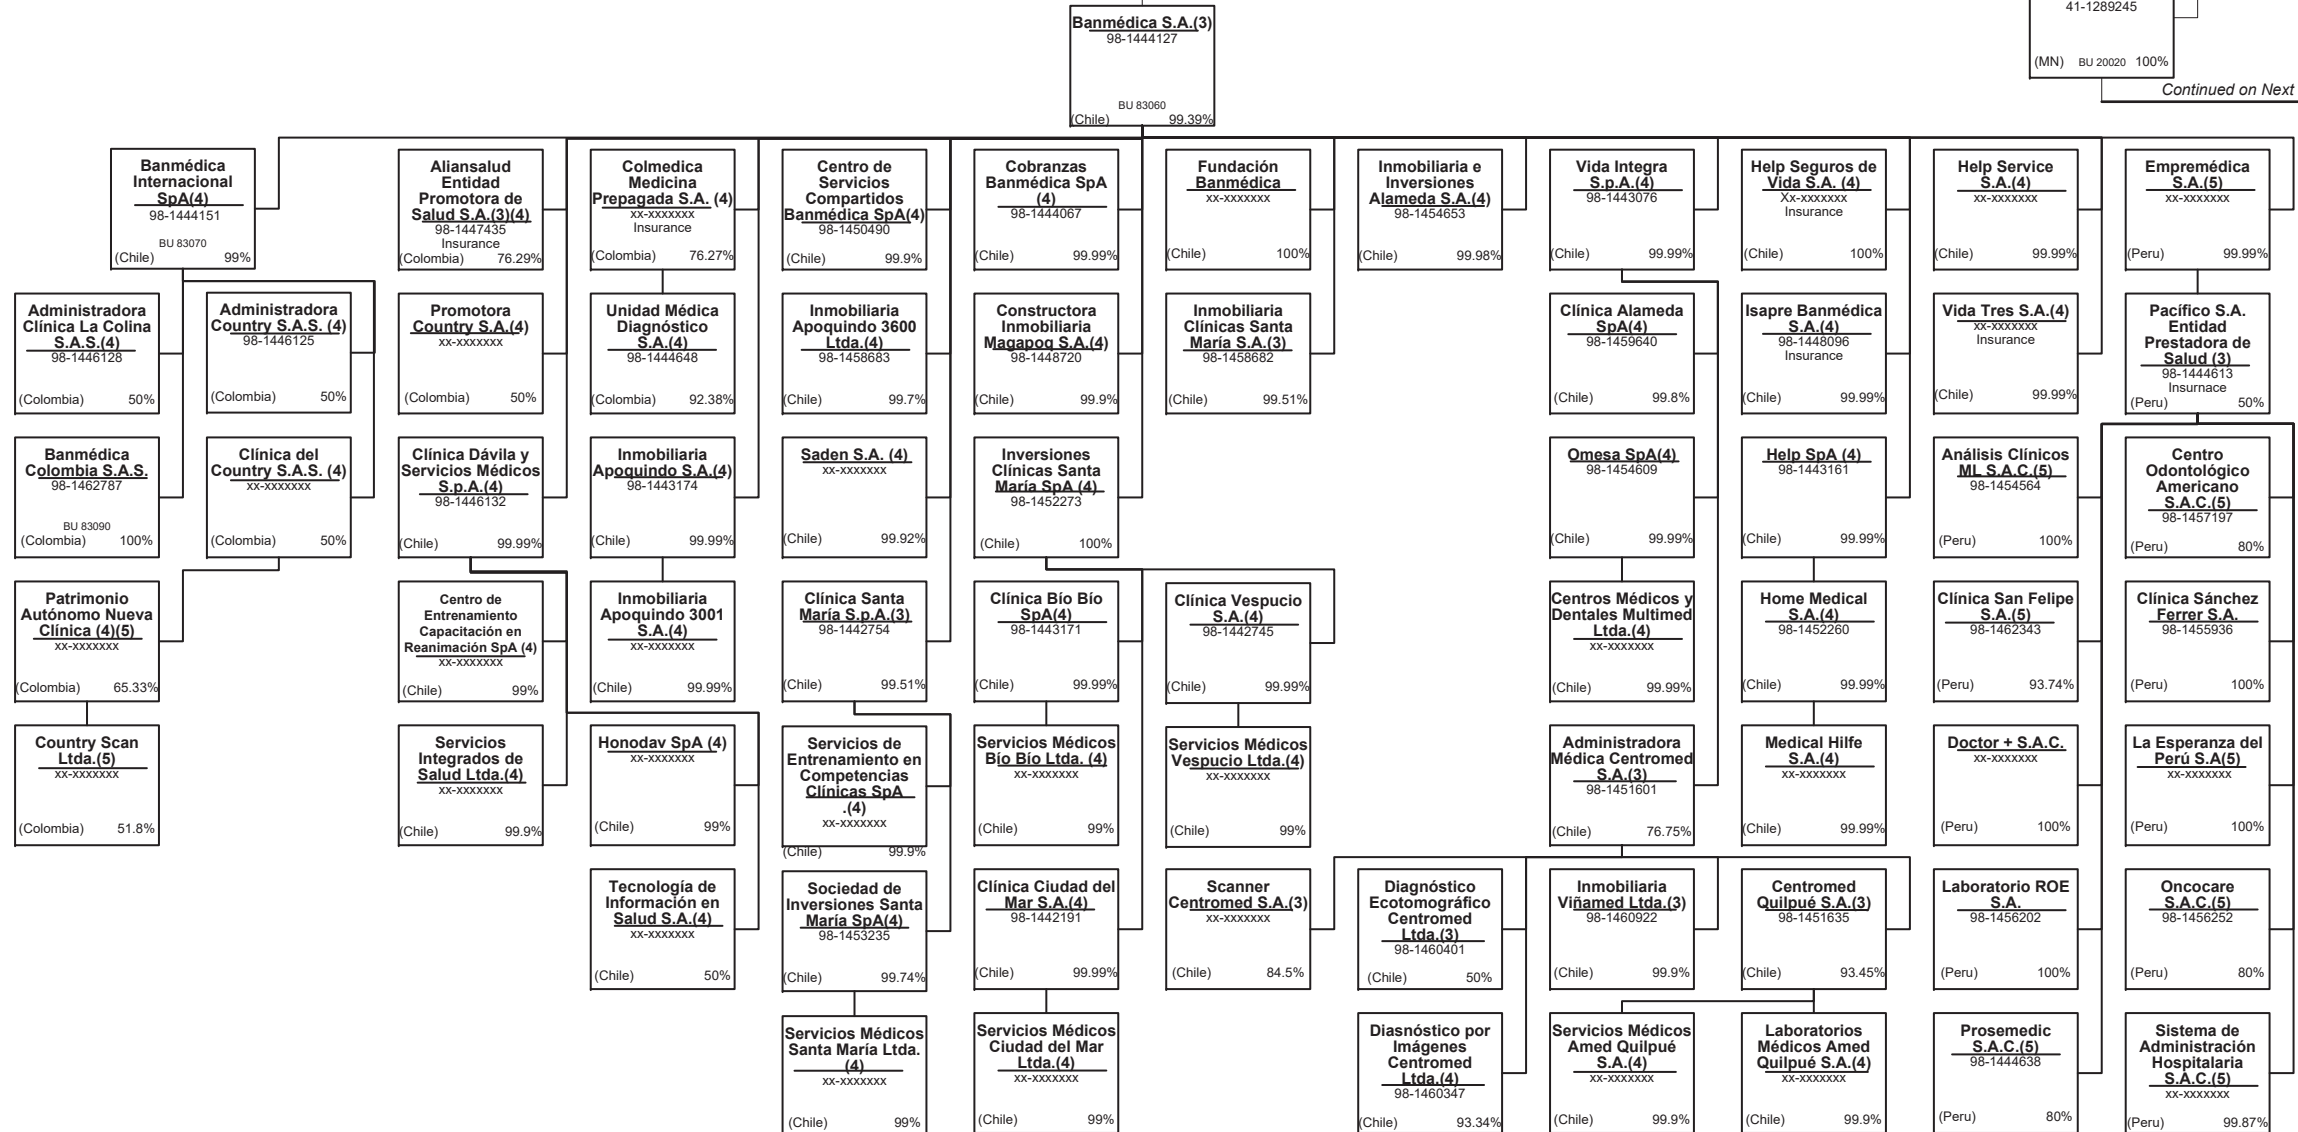 41-1289245
(MN) BU 20020 100%
Continued on Next
Banmédica S.A.(3)
98-1444127
BU 83060
(Chile) 99.39%
Banmédica
Internacional
SpA(4)
98-1444151
BU 83070
(Chile) 99%
Aliansalud
Entidad
Promotora de
Salud S.A.(3)(4)
98-1447435
Insurance
(Colombia) 76.29%
Colmedica
Medicina
Prepagada S.A. (4)
xx-xxxxxxx
Insurance
(Colombia) 76.27%
Centro de
Servicios
Compartidos
Banmédica SpA(4)
98-1450490
(Chile) 99.9%
Cobranzas
Banmédica SpA
(4)
98-1444067
(Chile) 99.99%
Fundación
Banmédica
xx-xxxxxxx
(Chile) 100%
Inmobiliaria e
Inversiones
Alameda S.A.(4)
98-1454653
(Chile) 99.98%
Vida Integra
S.p.A.(4)
98-1443076
(Chile) 99.99%
Help Seguros de
Vida S.A. (4)
Xx-xxxxxxx
Insurance
(Chile) 100%
Help Service
S.A.(4)
xx-xxxxxxx
(Chile) 99.99%
Empremédica
S.A.(5)
xx-xxxxxxx
(Peru) 99.99%
Administradora
Clínica La Colina
S.A.S.(4)
98-1446128
(Colombia) 50%
Administradora
Country S.A.S. (4)
98-1446125
(Colombia) 50%
Promotora
Country S.A.(4)
xx-xxxxxxx
(Colombia) 50%
Unidad Médica
Diagnóstico
S.A.(4)
98-1444648
(Colombia) 92.38%
Inmobiliaria
Apoquindo 3600
Ltda.(4)
98-1458683
(Chile) 99.7%
Constructora
Inmobiliaria
Magapoq S.A.(4)
98-1448720
(Chile) 99.9%
Inmobiliaria
Clínicas Santa
María S.A.(3)
98-1458682
(Chile) 99.51%
Clínica Alameda
SpA(4)
98-1459640
(Chile) 99.8%
Isapre Banmédica
S.A.(4)
98-1448096
Insurance
(Chile) 99.99%
Vida Tres S.A.(4)
xx-xxxxxxx
Insurance
(Chile) 99.99%
Pacífico S.A.
Entidad
Prestadora de
Salud (3)
98-1444613
Insurnace
(Peru) 50%
Banmédica
Colombia S.A.S.
98-1462787
BU 83090
(Colombia) 100%
Clínica del
Country S.A.S. (4)
xx-xxxxxxx
(Colombia) 50%
Clínica Dávila y
Servicios Médicos
S.p.A.(4)
98-1446132
(Chile) 99.99%
Inmobiliaria
Apoquindo S.A.(4)
98-1443174
(Chile) 99.99%
Saden S.A. (4)
xx-xxxxxxx
(Chile) 99.92%
Inversiones
Clínicas Santa
María SpA (4)
98-1452273
(Chile) 100%
Omesa SpA(4)
98-1454609
(Chile) 99.99%
Help SpA (4)
98-1443161
(Chile) 99.99%
Análisis Clínicos
ML S.A.C.(5)
98-1454564
(Peru) 100%
Centro
Odontológico
Americano
S.A.C.(5)
98-1457197
(Peru) 80%
Patrimonio
Autónomo Nueva
Clínica (4)(5)
xx-xxxxxxx
(Colombia) 65.33%
Centro de
Entrenamiento
Capacitación en
Reanimación SpA (4)
xx-xxxxxxx
(Chile) 99%
Inmobiliaria
Apoquindo 3001
S.A.(4)
xx-xxxxxxx
(Chile) 99.99%
Clínica Santa
María S.p.A.(3)
98-1442754
(Chile) 99.51%
Clínica Bío Bío
SpA(4)
98-1443171
(Chile) 99.99%
Clínica Vespucio
S.A.(4)
98-1442745
(Chile) 99.99%
Centros Médicos y
Dentales Multimed
Ltda.(4)
xx-xxxxxxx
(Chile) 99.99%
Home Medical
S.A.(4)
98-1452260
(Chile) 99.99%
Clínica San Felipe
S.A.(5)
98-1462343
(Peru) 93.74%
Clínica Sánchez
Ferrer S.A.
98-1455936
(Peru) 100%
Country Scan
Ltda.(5)
xx-xxxxxxx
(Colombia) 51.8%
Servicios
Integrados de
Salud Ltda.(4)
xx-xxxxxxx
(Chile) 99.9%
Honodav SpA (4)
xx-xxxxxxx
(Chile) 99%
Servicios de
Entrenamiento en
Competencias
Clínicas SpA
.(4)
xx-xxxxxxx
(Chile) 99.9%
Servicios Médicos
Bío Bío Ltda. (4)
xx-xxxxxxx
(Chile) 99%
Servicios Médicos
Vespucio Ltda.(4)
xx-xxxxxxx
(Chile) 99%
Administradora
Médica Centromed
S.A.(3)
98-1451601
(Chile) 76.75%
Medical Hilfe
S.A.(4)
xx-xxxxxxx
(Chile) 99.99%
Doctor + S.A.C.
xx-xxxxxxx
(Peru) 100%
La Esperanza del
Perú S.A(5)
xx-xxxxxxx
(Peru) 100%
Tecnología de
Información en
Salud S.A.(4)
xx-xxxxxxx
(Chile) 50%
Sociedad de
Inversiones Santa
María SpA(4)
98-1453235
(Chile) 99.74%
Clínica Ciudad del
Mar S.A.(4)
98-1442191
(Chile) 99.99%
Scanner
Centromed S.A.(3)
xx-xxxxxxx
(Chile) 84.5%
Diagnóstico
Ecotomográfico
Centromed
Ltda.(3)
98-1460401
(Chile) 50%
Inmobiliaria
Viñamed Ltda.(3)
98-1460922
(Chile) 99.9%
Centromed
Quilpué S.A.(3)
98-1451635
(Chile) 93.45%
Laboratorio ROE
S.A.
98-1456202
(Peru) 100%
Oncocare
S.A.C.(5)
98-1456252
(Peru) 80%
Servicios Médicos
Santa María Ltda.
(4)
xx-xxxxxxx
(Chile) 99%
Servicios Médicos
Ciudad del Mar
Ltda.(4)
xx-xxxxxxx
(Chile) 99%
Diasnóstico por
Imágenes
Centromed
Ltda.(4)
98-1460347
(Chile) 93.34%
Servicios Médicos
Amed Quilpué
S.A.(4)
xx-xxxxxxx
(Chile) 99.9%
Laboratorios
Médicos Amed
Quilpué S.A.(4)
xx-xxxxxxx
(Chile) 99.9%
Prosemedic
S.A.C.(5)
98-1444638
(Peru) 80%
Sistema de
Administración
Hospitalaria
S.A.C.(5)
xx-xxxxxxx
(Peru) 99.87%